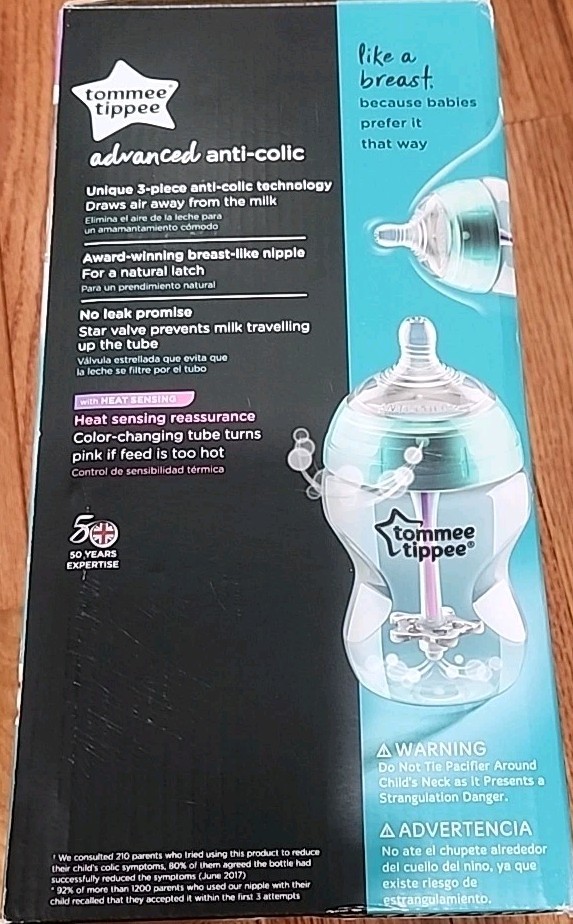 tommee®
tippee
advanced anti-colic
Unique 3-piece anti-colic technology
Draws air away from the milk
Elimina el aire de la leche para
un amamantamiento cómodo
Award-winning breast-like nipple
For a natural latch
Para un prendimiento natural
No leak promise
Star valve prevents milk travelling
up the tube
Válvula estrellada que evita que
la leche se filtre por el tubo
with HEAT SENSING
Heat sensing reassurance
Color-changing tube turns
pink if feed is too hot
Control de sensibilidad térmica
50
50 YEARS
EXPERTISE
¹ We consulted 210 parents who tried using this product to reduce
their child's colic symptoms, 80% of them agreed the bottle had
successfully reduced the symptoms (June 2017)
* 92% of more than 1200 parents who used our nipple with their
child recalled that they accepted it within the first 3 attempts
like a
breast
because babies
prefer it
that way
tommee
tippee®
⚠ WARNING
Do Not Tie Pacifier Around
Child's Neck as it Presents a
Strangulation Danger.
⚠ ADVERTENCIA
No ate el chupete alrededor
del cuello del nino, ya que
existe riesgo de
estrangulamiento.